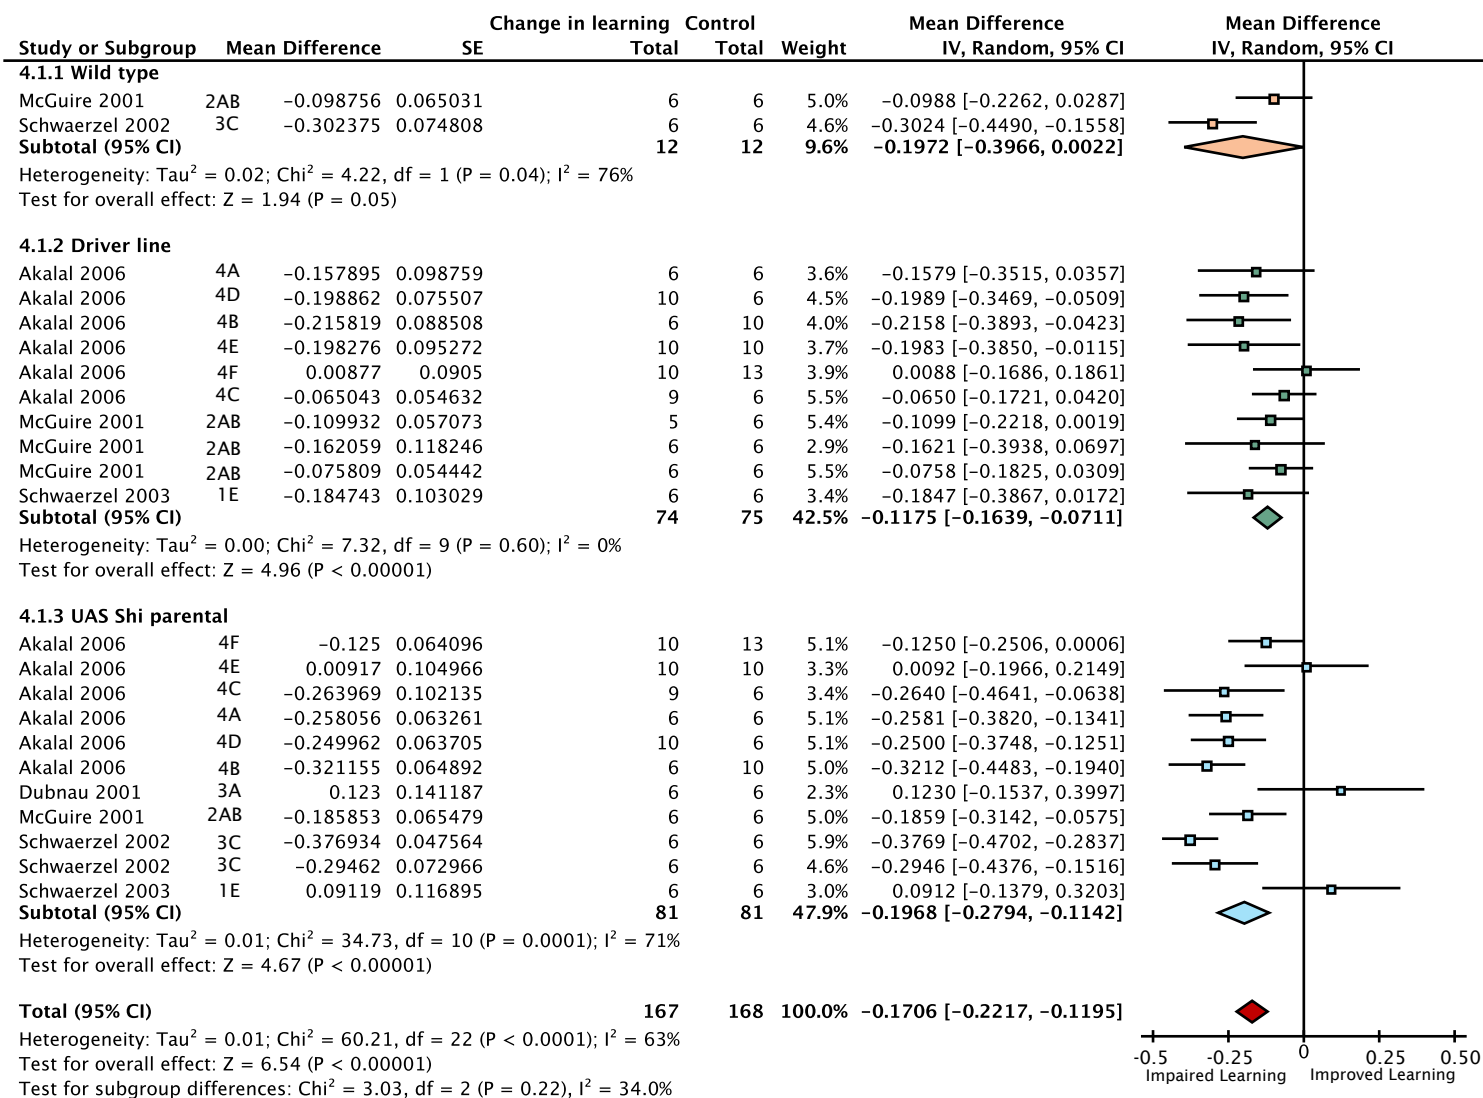 Change in learning Control Mean Difference Mean Difference
Study or Subgroup Mean Difference SE Total Total Weight IV, Random, 95% CI IV, Random, 95% CI
4.1.1 Wild type
McGuire 2001 2AB −0.098756 0.065031 6 6 5.0% −0.0988 [−0.2262, 0.0287]
Schwaerzel 2002 3C −0.302375 0.074808 6 6 4.6% −0.3024 [−0.4490, −0.1558]
Subtotal (95% CI) 12 12 9.6% −0.1972 [−0.3966, 0.0022]
Heterogeneity: Tau² = 0.02; Chi² = 4.22, df = 1 (P = 0.04); I² = 76%
Test for overall effect: Z = 1.94 (P = 0.05)
4.1.2 Driver line
Akalal 2006 4A −0.157895 0.098759 6 6 3.6% −0.1579 [−0.3515, 0.0357]
Akalal 2006 4D −0.198862 0.075507 10 6 4.5% −0.1989 [−0.3469, −0.0509]
Akalal 2006 4B −0.215819 0.088508 6 10 4.0% −0.2158 [−0.3893, −0.0423]
Akalal 2006 4E −0.198276 0.095272 10 10 3.7% −0.1983 [−0.3850, −0.0115]
Akalal 2006 4F 0.00877 0.0905 10 13 3.9% 0.0088 [−0.1686, 0.1861]
Akalal 2006 4C −0.065043 0.054632 9 6 5.5% −0.0650 [−0.1721, 0.0420]
McGuire 2001 2AB −0.109932 0.057073 5 6 5.4% −0.1099 [−0.2218, 0.0019]
McGuire 2001 2AB −0.162059 0.118246 6 6 2.9% −0.1621 [−0.3938, 0.0697]
McGuire 2001 2AB −0.075809 0.054442 6 6 5.5% −0.0758 [−0.1825, 0.0309]
Schwaerzel 2003 1E −0.184743 0.103029 6 6 3.4% −0.1847 [−0.3867, 0.0172]
Subtotal (95% CI) 74 75 42.5% −0.1175 [−0.1639, −0.0711]
Heterogeneity: Tau² = 0.00; Chi² = 7.32, df = 9 (P = 0.60); I² = 0%
Test for overall effect: Z = 4.96 (P < 0.00001)
4.1.3 UAS Shi parental
Akalal 2006 4F −0.125 0.064096 10 13 5.1% −0.1250 [−0.2506, 0.0006]
Akalal 2006 4E 0.00917 0.104966 10 10 3.3% 0.0092 [−0.1966, 0.2149]
Akalal 2006 4C −0.263969 0.102135 9 6 3.4% −0.2640 [−0.4641, −0.0638]
Akalal 2006 4A −0.258056 0.063261 6 6 5.1% −0.2581 [−0.3820, −0.1341]
Akalal 2006 4D −0.249962 0.063705 10 6 5.1% −0.2500 [−0.3748, −0.1251]
Akalal 2006 4B −0.321155 0.064892 6 10 5.0% −0.3212 [−0.4483, −0.1940]
Dubnau 2001 3A 0.123 0.141187 6 6 2.3% 0.1230 [−0.1537, 0.3997]
McGuire 2001 2AB −0.185853 0.065479 6 6 5.0% −0.1859 [−0.3142, −0.0575]
Schwaerzel 2002 3C −0.376934 0.047564 6 6 5.9% −0.3769 [−0.4702, −0.2837]
Schwaerzel 2002 3C −0.29462 0.072966 6 6 4.6% −0.2946 [−0.4376, −0.1516]
Schwaerzel 2003 1E 0.09119 0.116895 6 6 3.0% 0.0912 [−0.1379, 0.3203]
Subtotal (95% CI) 81 81 47.9% −0.1968 [−0.2794, −0.1142]
Heterogeneity: Tau² = 0.01; Chi² = 34.73, df = 10 (P = 0.0001); I² = 71%
Test for overall effect: Z = 4.67 (P < 0.00001)
Total (95% CI) 167 168 100.0% −0.1706 [−0.2217, −0.1195]
Heterogeneity: Tau² = 0.01; Chi² = 60.21, df = 22 (P < 0.0001); I² = 63%
Test for overall effect: Z = 6.54 (P < 0.00001)
Test for subgroup differences: Chi² = 3.03, df = 2 (P = 0.22), I² = 34.0%
-0.5 -0.25 0 0.25 0.50
Impaired Learning Improved Learning